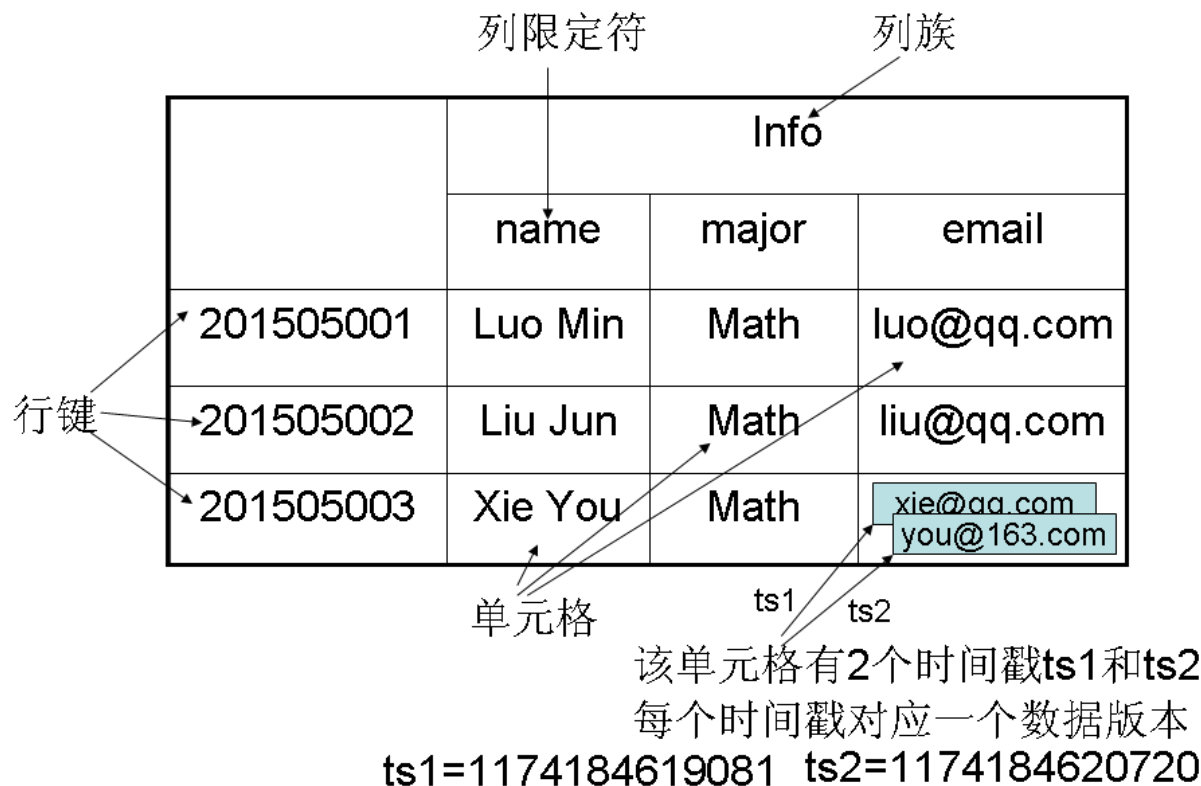 列限定符 列族
Info
name major email
201505001 Luo Min Math luo@qq.com
行键
201505002 Liu Jun Math liu@qq.com
201505003 Xie You Math xie@qq.com
you@163.com
单元格
ts1 ts2
该单元格有2个时间戳ts1和ts2
每个时间戳对应一个数据版本
ts1=1174184619081 ts2=1174184620720